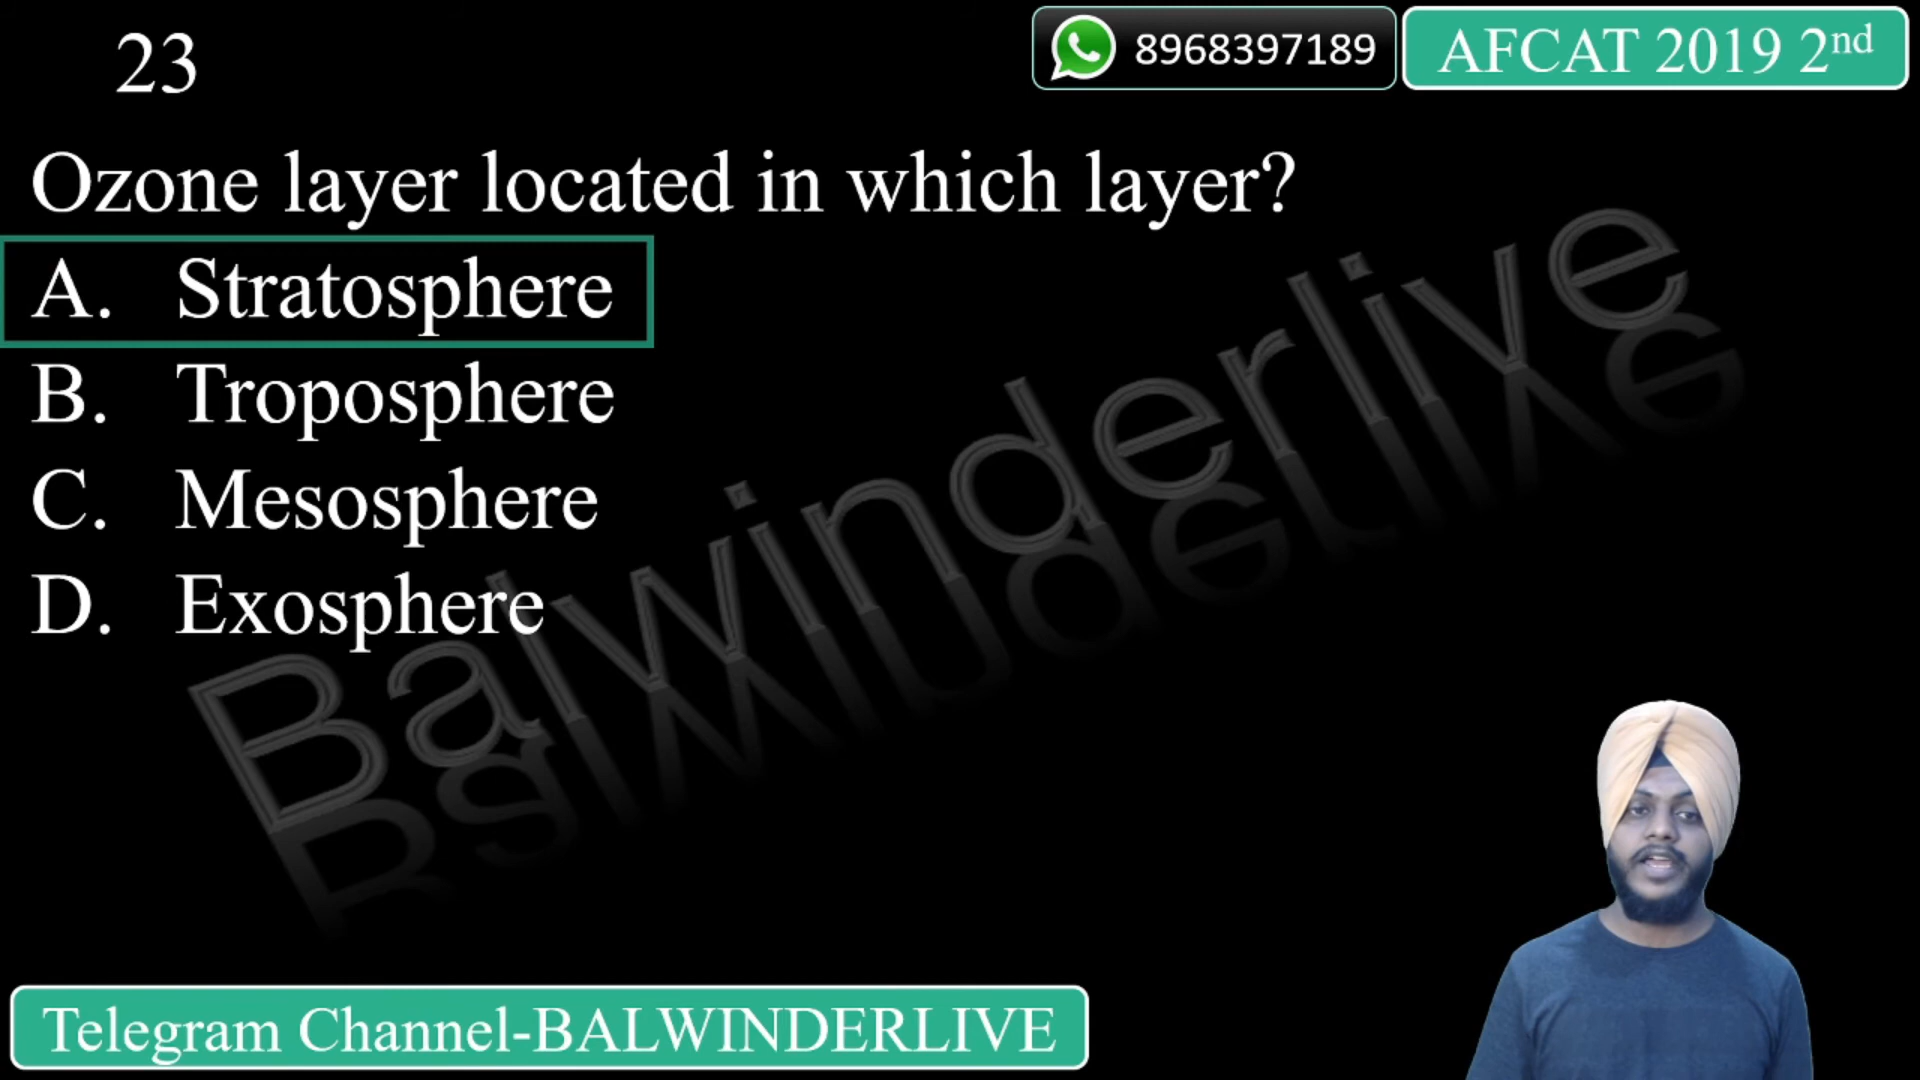 23
8968397189
AFCAT 2019 2nd
Ozone layer located in which layer?
A. Stratosphere
B. Troposphere
C. Mesosphere
D. Exosphere
Balwinderlive
Telegram Channel-BALWINDERLIVE